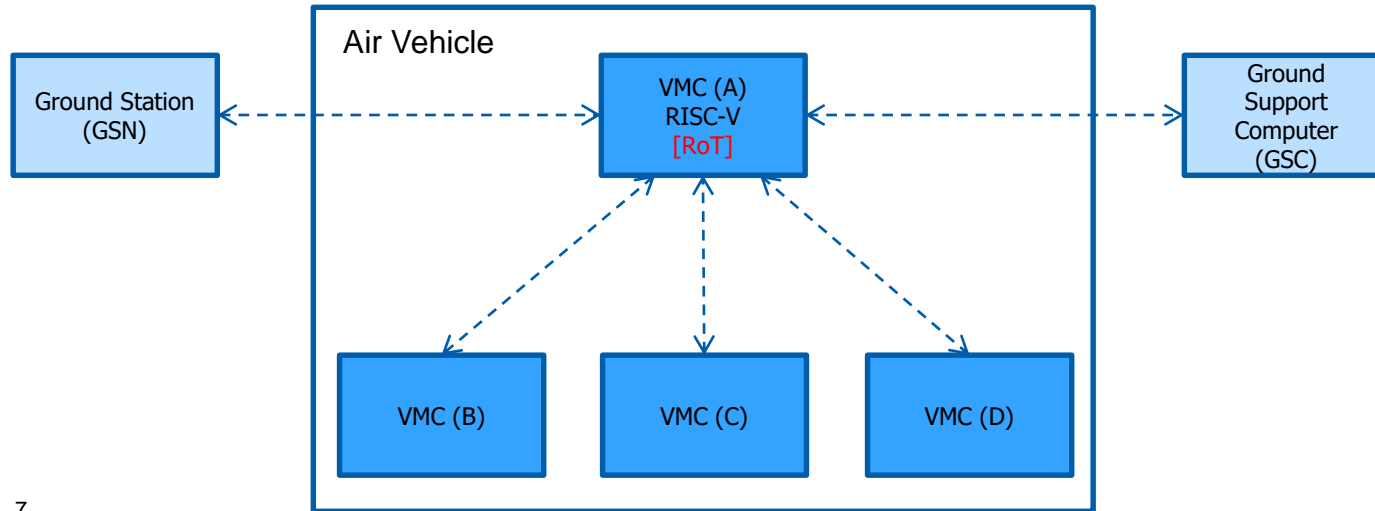 Air Vehicle
Ground Station
(GSN)
VMC (A)
RISC-V
[RoT]
Ground
Support
Computer
(GSC)
VMC (B)
VMC (C)
VMC (D)
7